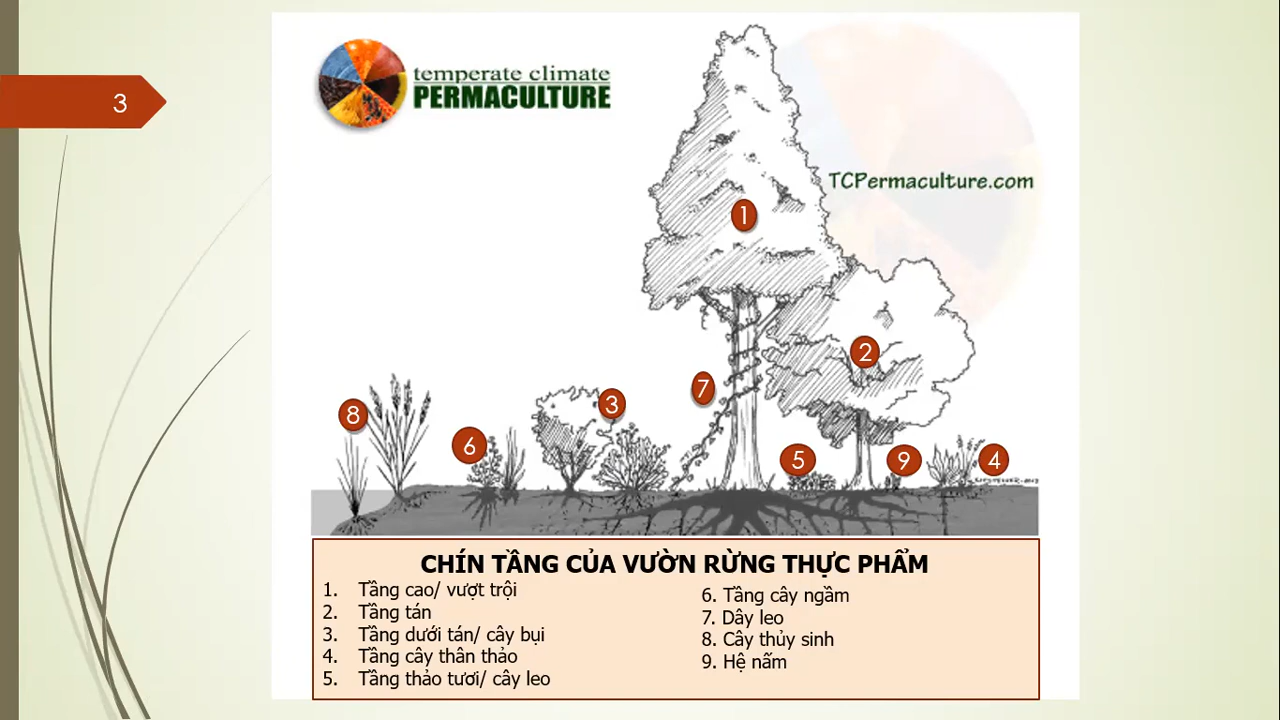 3
temperate climate
PERMACULTURE
TCPermaculture.com
1
2
7
3
8
6
5
9
4
CHÍN TẦNG CỦA VƯỜN RỪNG THỰC PHẨM
1. Tầng cao/ vượt trội
2. Tầng tán
3. Tầng dưới tán/ cây bụi
4. Tầng cây thân thảo
5. Tầng thảo tươi/ cây leo
6. Tầng cây ngầm
7. Dây leo
8. Cây thủy sinh
9. Hệ nấm